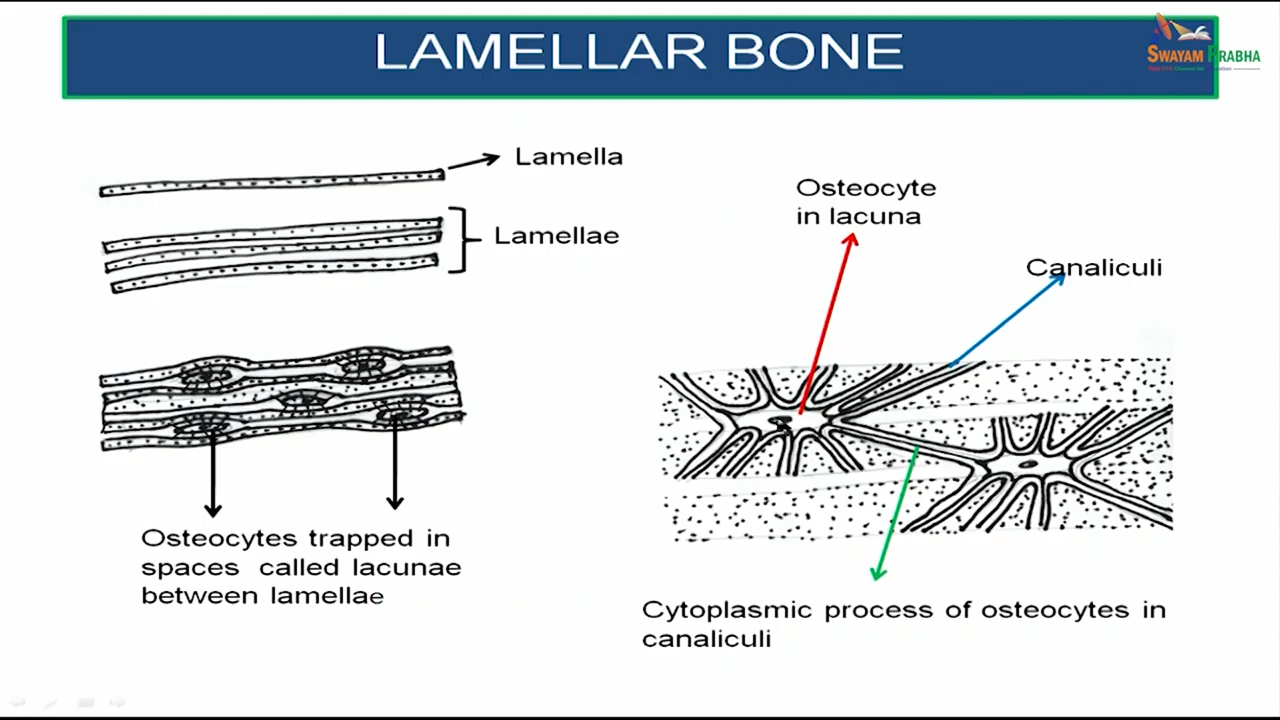 LAMELLAR BONE
SWAYAM PRABHA
Lamella
Lamellae
Osteocytes trapped in
spaces called lacunae
between lamellae
Osteocyte
in lacuna
Canaliculi
Cytoplasmic process of osteocytes in
canaliculi